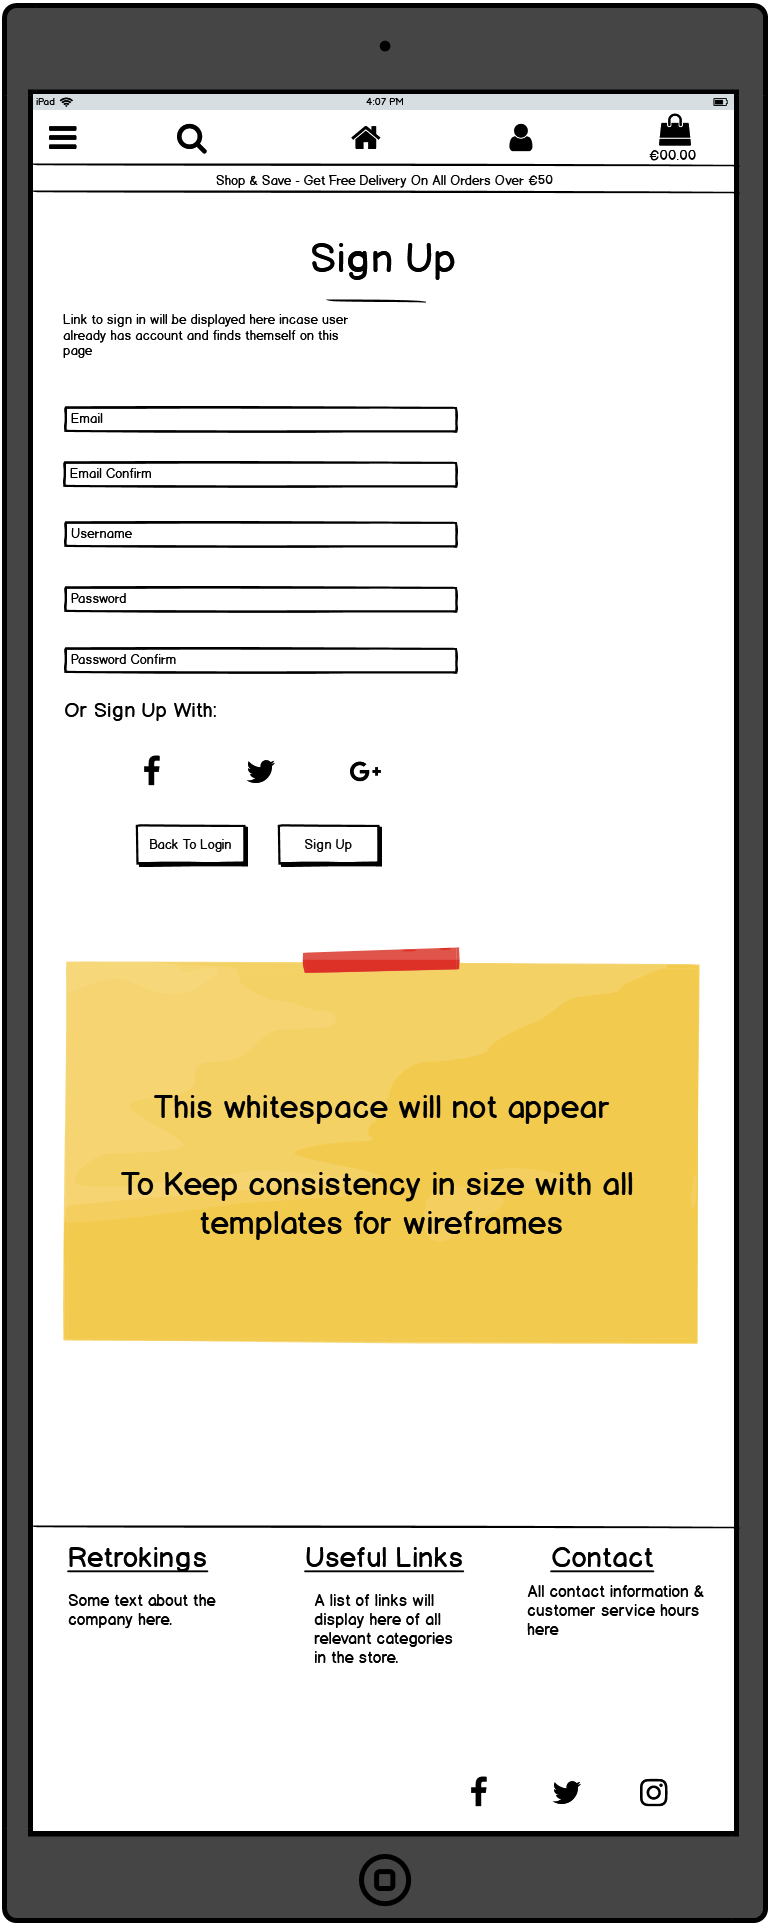 iPad
4:07 PM
€00.00
Shop & Save - Get Free Delivery On All Orders Over €50
Sign Up
Link to sign in will be displayed here incase user
already has account and finds themself on this
page
Email
Email Confirm
Username
Password
Password Confirm
Or Sign Up With:
G+
Back To Login
Sign Up
This whitespace will not appear
To Keep consistency in size with all
templates for wireframes
Retrokings
Some text about the
company here.
Useful Links
A list of links will
display here of all
relevant categories
in the store.
Contact
All contact information &
customer service hours
here